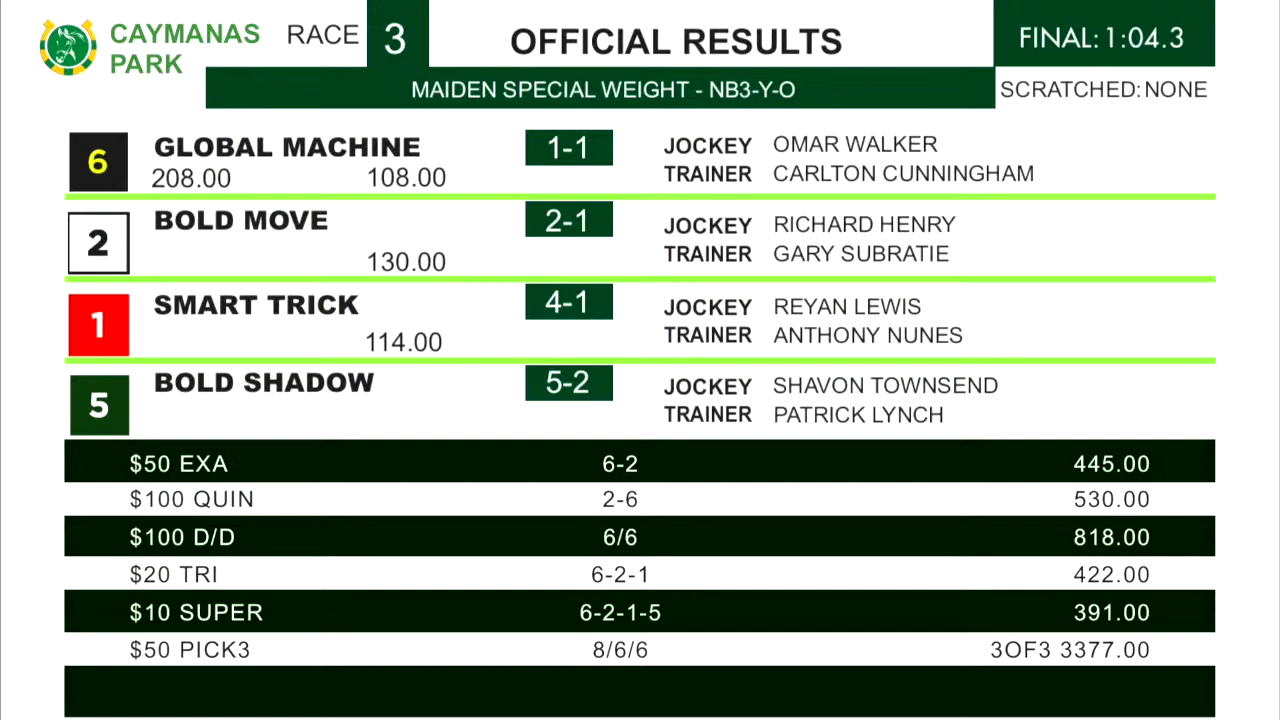 CAYMANAS PARK
RACE 3
OFFICIAL RESULTS
FINAL: 1:04.3
MAIDEN SPECIAL WEIGHT - NB3-Y-O
SCRATCHED: NONE
6 GLOBAL MACHINE 1-1 JOCKEY OMAR WALKER
208.00 108.00 TRAINER CARLTON CUNNINGHAM
2 BOLD MOVE 2-1 JOCKEY RICHARD HENRY
130.00 TRAINER GARY SUBRATIE
1 SMART TRICK 4-1 JOCKEY REYAN LEWIS
114.00 TRAINER ANTHONY NUNES
5 BOLD SHADOW 5-2 JOCKEY SHAVON TOWNSEND
TRAINER PATRICK LYNCH
$50 EXA 6-2 445.00
$100 QUIN 2-6 530.00
$100 D/D 6/6 818.00
$20 TRI 6-2-1 422.00
$10 SUPER 6-2-1-5 391.00
$50 PICK3 8/6/6 3OF3 3377.00